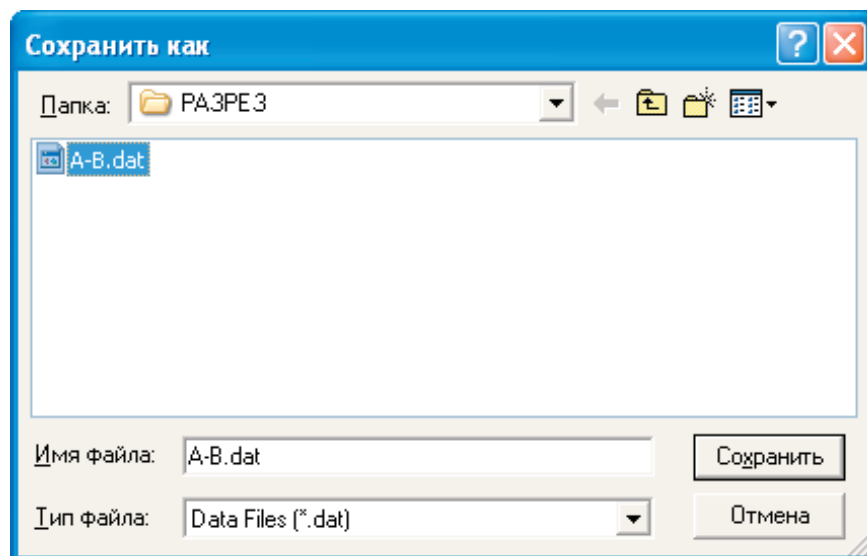 Сохранить как
Папка: РАЗРЕЗ
A-B.dat
Имя файла: A-B.dat Сохранить
Тип файла: Data Files (*.dat) Отмена